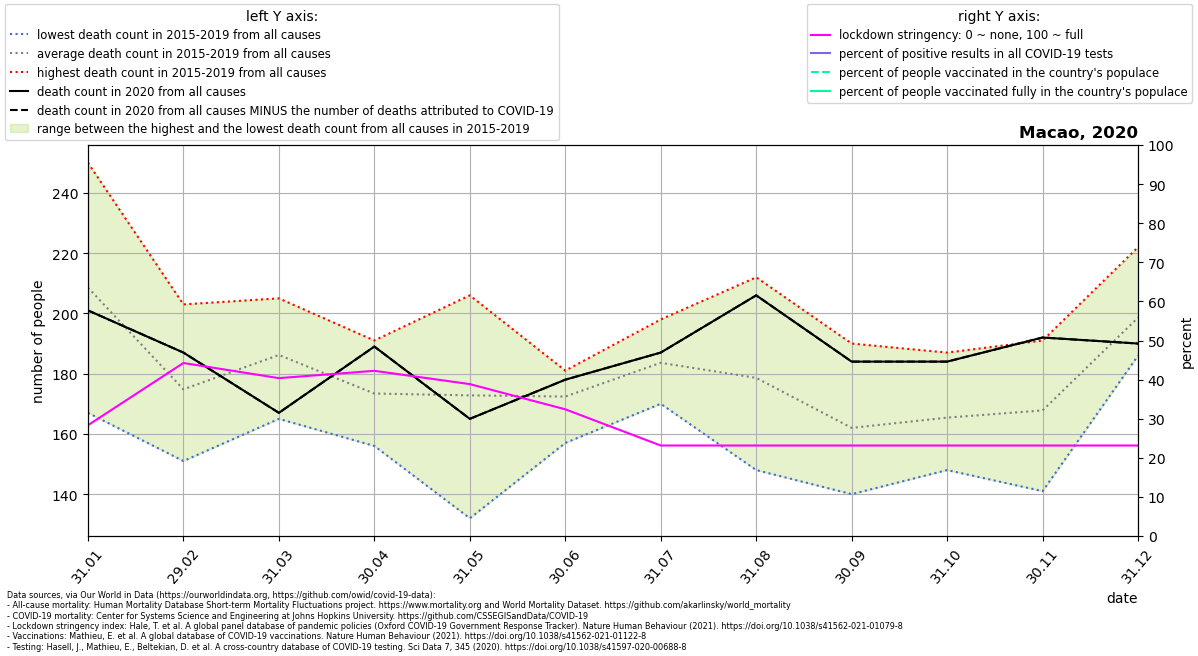 left Y axis:
lowest death count in 2015-2019 from all causes
average death count in 2015-2019 from all causes
highest death count in 2015-2019 from all causes
death count in 2020 from all causes
death count in 2020 from all causes MINUS the number of deaths attributed to COVID-19
range between the highest and the lowest death count from all causes in 2015-2019
right Y axis:
lockdown stringency: 0 ~ none, 100 ~ full
percent of positive results in all COVID-19 tests
percent of people vaccinated in the country's populace
percent of people vaccinated fully in the country's populace
Macao, 2020
number of people
240
220
200
180
160
140
100
90
80
70
60
50
40
30
20
10
0
percent
31.01
29.02
31.03
30.04
31.05
30.06
31.07
31.08
30.09
31.10
30.11
31.12
date
Data sources, via Our World in Data (https://ourworldindata.org, https://github.com/owid/covid-19-data):
- All-cause mortality: Human Mortality Database Short-term Mortality Fluctuations project. https://www.mortality.org and World Mortality Dataset. https://github.com/akarlinsky/world_mortality
- COVID-19 mortality: Center for Systems Science and Engineering at Johns Hopkins University. https://github.com/CSSEGISandData/COVID-19
- Lockdown stringency index: Hale, T. et al. A global panel database of pandemic policies (Oxford COVID-19 Government Response Tracker). Nature Human Behaviour (2021). https://doi.org/10.1038/s41562-021-01079-8
- Vaccinations: Mathieu, E. et al. A global database of COVID-19 vaccinations. Nature Human Behaviour (2021). https://doi.org/10.1038/s41562-021-01122-8
- Testing: Hasell, J., Mathieu, E., Beltekian, D. et al. A cross-country database of COVID-19 testing. Sci Data 7, 345 (2020). https://doi.org/10.1038/s41597-020-00688-8